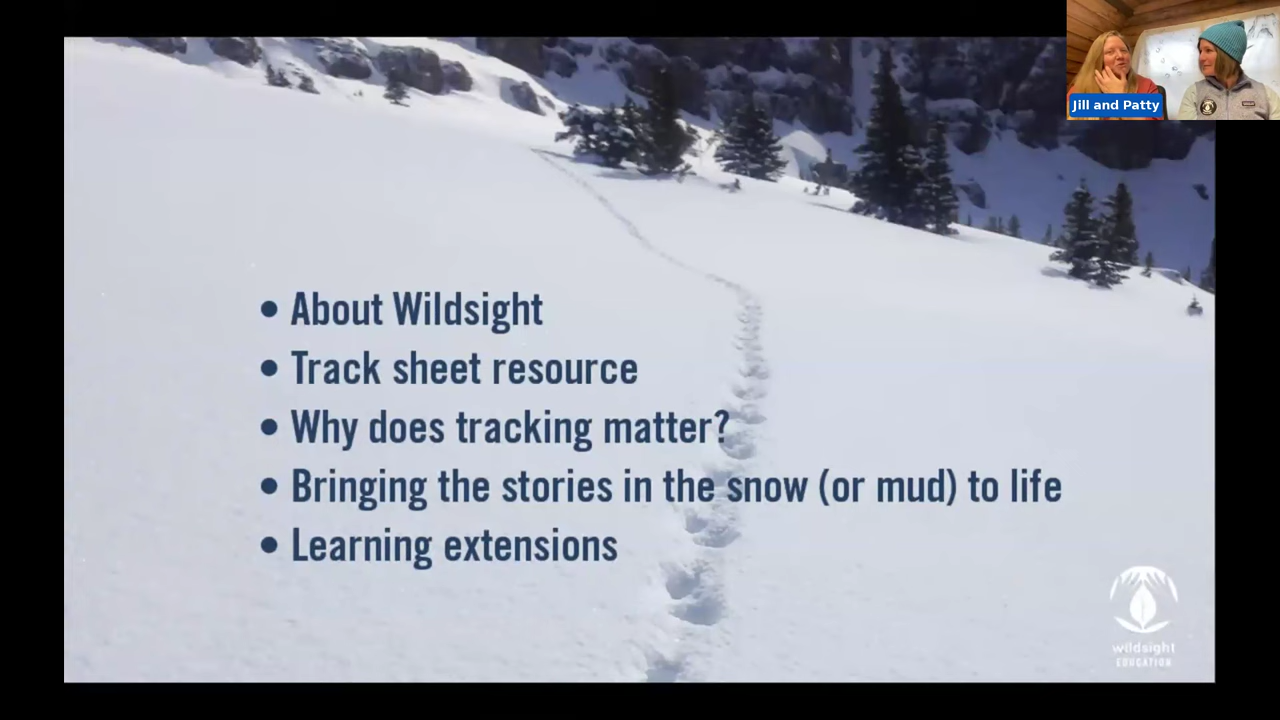 Jill and Patty
• About Wildsight
• Track sheet resource
• Why does tracking matter?
• Bringing the stories in the snow (or mud) to life
• Learning extensions
wildsight
EDUCATION